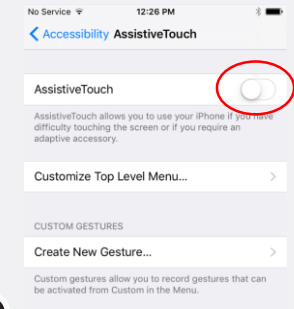 No Service 12:26 PM
Accessibility AssistiveTouch
AssistiveTouch
AssistiveTouch allows you to use your iPhone if you have
difficulty touching the screen or if you require an
adaptive accessory.
Customize Top Level Menu...
CUSTOM GESTURES
Create New Gesture...
Custom gestures allow you to record gestures that can
be activated from Custom in the Menu.